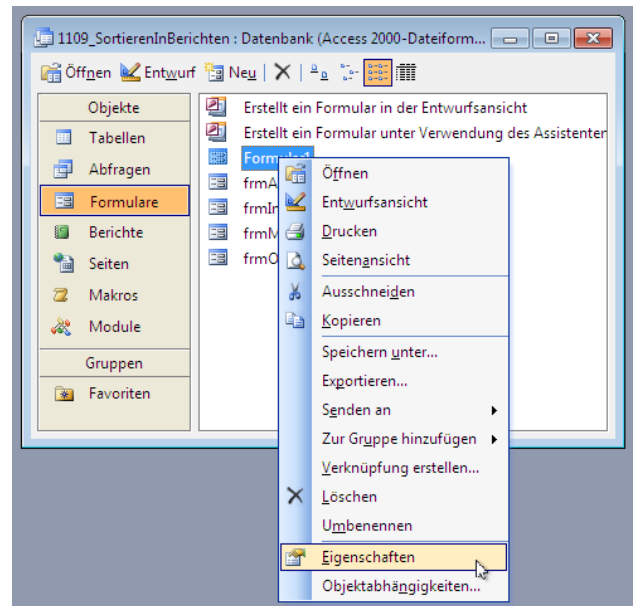 1109_SortierenInBerichten : Datenbank (Access 2000-Dateiform...
Öffnen Entwurf Neu
Objekte
Tabellen
Abfragen
Formulare
Berichte
Seiten
Makros
Module
Gruppen
Favoriten
Erstellt ein Formular in der Entwurfsansicht
Erstellt ein Formular unter Verwendung des Assistenten
Formular1
frmA
frmIn
frmM
frmO
Öffnen
Entwurfsansicht
Drucken
Seitenansicht
Ausschneiden
Kopieren
Speichern unter...
Exportieren...
Senden an
Zur Gruppe hinzufügen
Verknüpfung erstellen...
Löschen
Umbenennen
Eigenschaften
Objektabhängigkeiten...